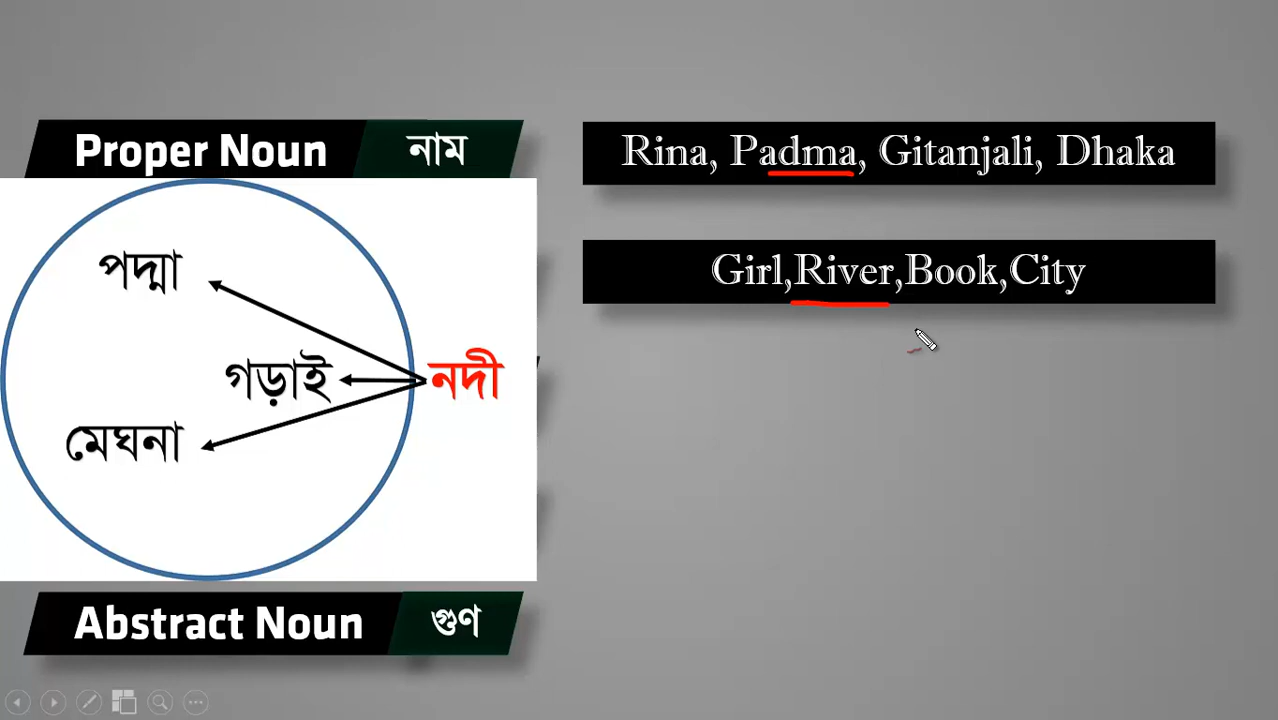 Proper Noun নাম
Rina, Padma, Gitanjali, Dhaka
Girl,River,Book,City
পদ্মা
গড়াই
নদী
মেঘনা
Abstract Noun গুণ